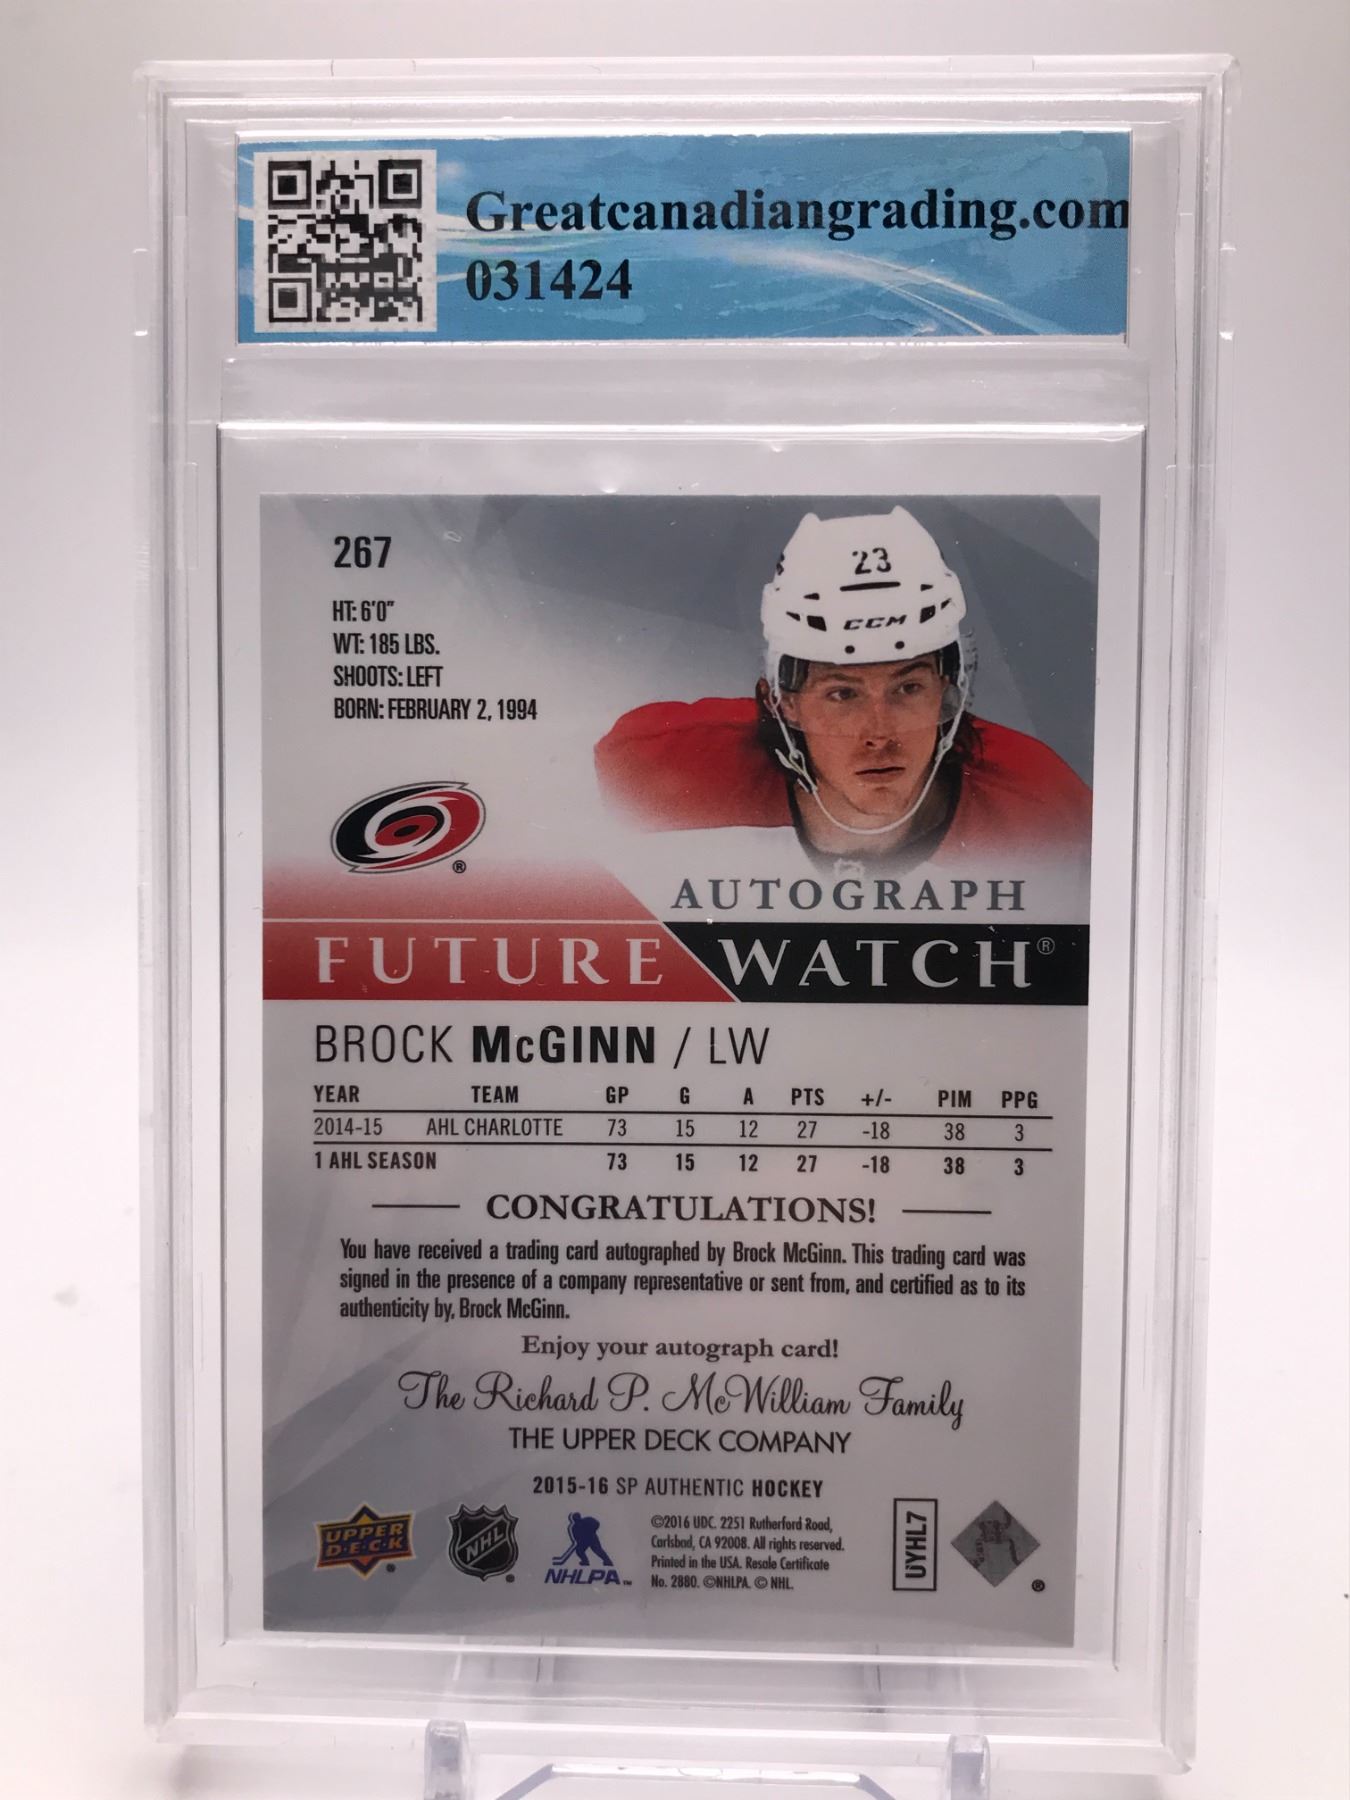 Greatcanadiangrading.com
031424
267
23
CCM
HT: 6'0"
WT: 185 LBS.
SHOOTS: LEFT
BORN: FEBRUARY 2, 1994
®
AUTOGRAPH
FUTURE WATCH®
BROCK McGINN / LW
YEAR TEAM GP G A PTS +/- PIM PPG
2014-15 AHL CHARLOTTE 73 15 12 27 -18 38 3
1 AHL SEASON 73 15 12 27 -18 38 3
CONGRATULATIONS!
You have received a trading card autographed by Brock McGinn. This trading card was
signed in the presence of a company representative or sent from, and certified as to its
authenticity by, Brock McGinn.
Enjoy your autograph card!
The Richard P. McWilliam Family
THE UPPER DECK COMPANY
2015-16 SP AUTHENTIC HOCKEY
UPPER
D·E·C·K
®
NHL
®
NHLPA™
©2016 UDC. 2251 Rutherford Road,
Carlsbad, CA 92008. All rights reserved.
Printed in the USA. Resale Certificate
No. 2880. ©NHLPA. © NHL.
UYHL7
®